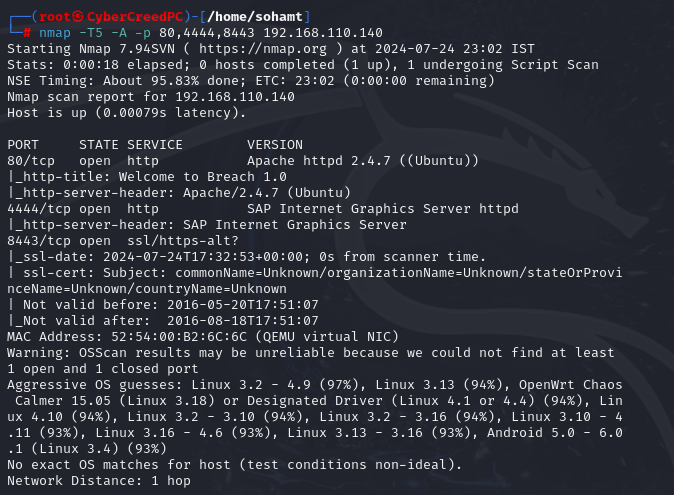 ┌──(root㉿CyberCreedPC)-[/home/sohamt]
└─# nmap -T5 -A -p 80,4444,8443 192.168.110.140
Starting Nmap 7.94SVN ( https://nmap.org ) at 2024-07-24 23:02 IST
Stats: 0:00:18 elapsed; 0 hosts completed (1 up), 1 undergoing Script Scan
NSE Timing: About 95.83% done; ETC: 23:02 (0:00:00 remaining)
Nmap scan report for 192.168.110.140
Host is up (0.00079s latency).

PORT     STATE SERVICE        VERSION
80/tcp   open  http           Apache httpd 2.4.7 ((Ubuntu))
|_http-title: Welcome to Breach 1.0
|_http-server-header: Apache/2.4.7 (Ubuntu)
4444/tcp open  http           SAP Internet Graphics Server httpd
|_http-server-header: SAP Internet Graphics Server
8443/tcp open  ssl/https-alt?
|_ssl-date: 2024-07-24T17:32:53+00:00; 0s from scanner time.
| ssl-cert: Subject: commonName=Unknown/organizationName=Unknown/stateOrProvi
nceName=Unknown/countryName=Unknown
| Not valid before: 2016-05-20T17:51:07
|_Not valid after:  2016-08-18T17:51:07
MAC Address: 52:54:00:B2:6C:6C (QEMU virtual NIC)
Warning: OSScan results may be unreliable because we could not find at least
1 open and 1 closed port
Aggressive OS guesses: Linux 3.2 - 4.9 (97%), Linux 3.13 (94%), OpenWrt Chaos
 Calmer 15.05 (Linux 3.18) or Designated Driver (Linux 4.1 or 4.4) (94%), Lin
ux 4.10 (94%), Linux 3.2 - 3.10 (94%), Linux 3.2 - 3.16 (94%), Linux 3.10 - 4
.11 (93%), Linux 3.16 - 4.6 (93%), Linux 3.13 - 3.16 (93%), Android 5.0 - 6.0
.1 (Linux 3.4) (93%)
No exact OS matches for host (test conditions non-ideal).
Network Distance: 1 hop